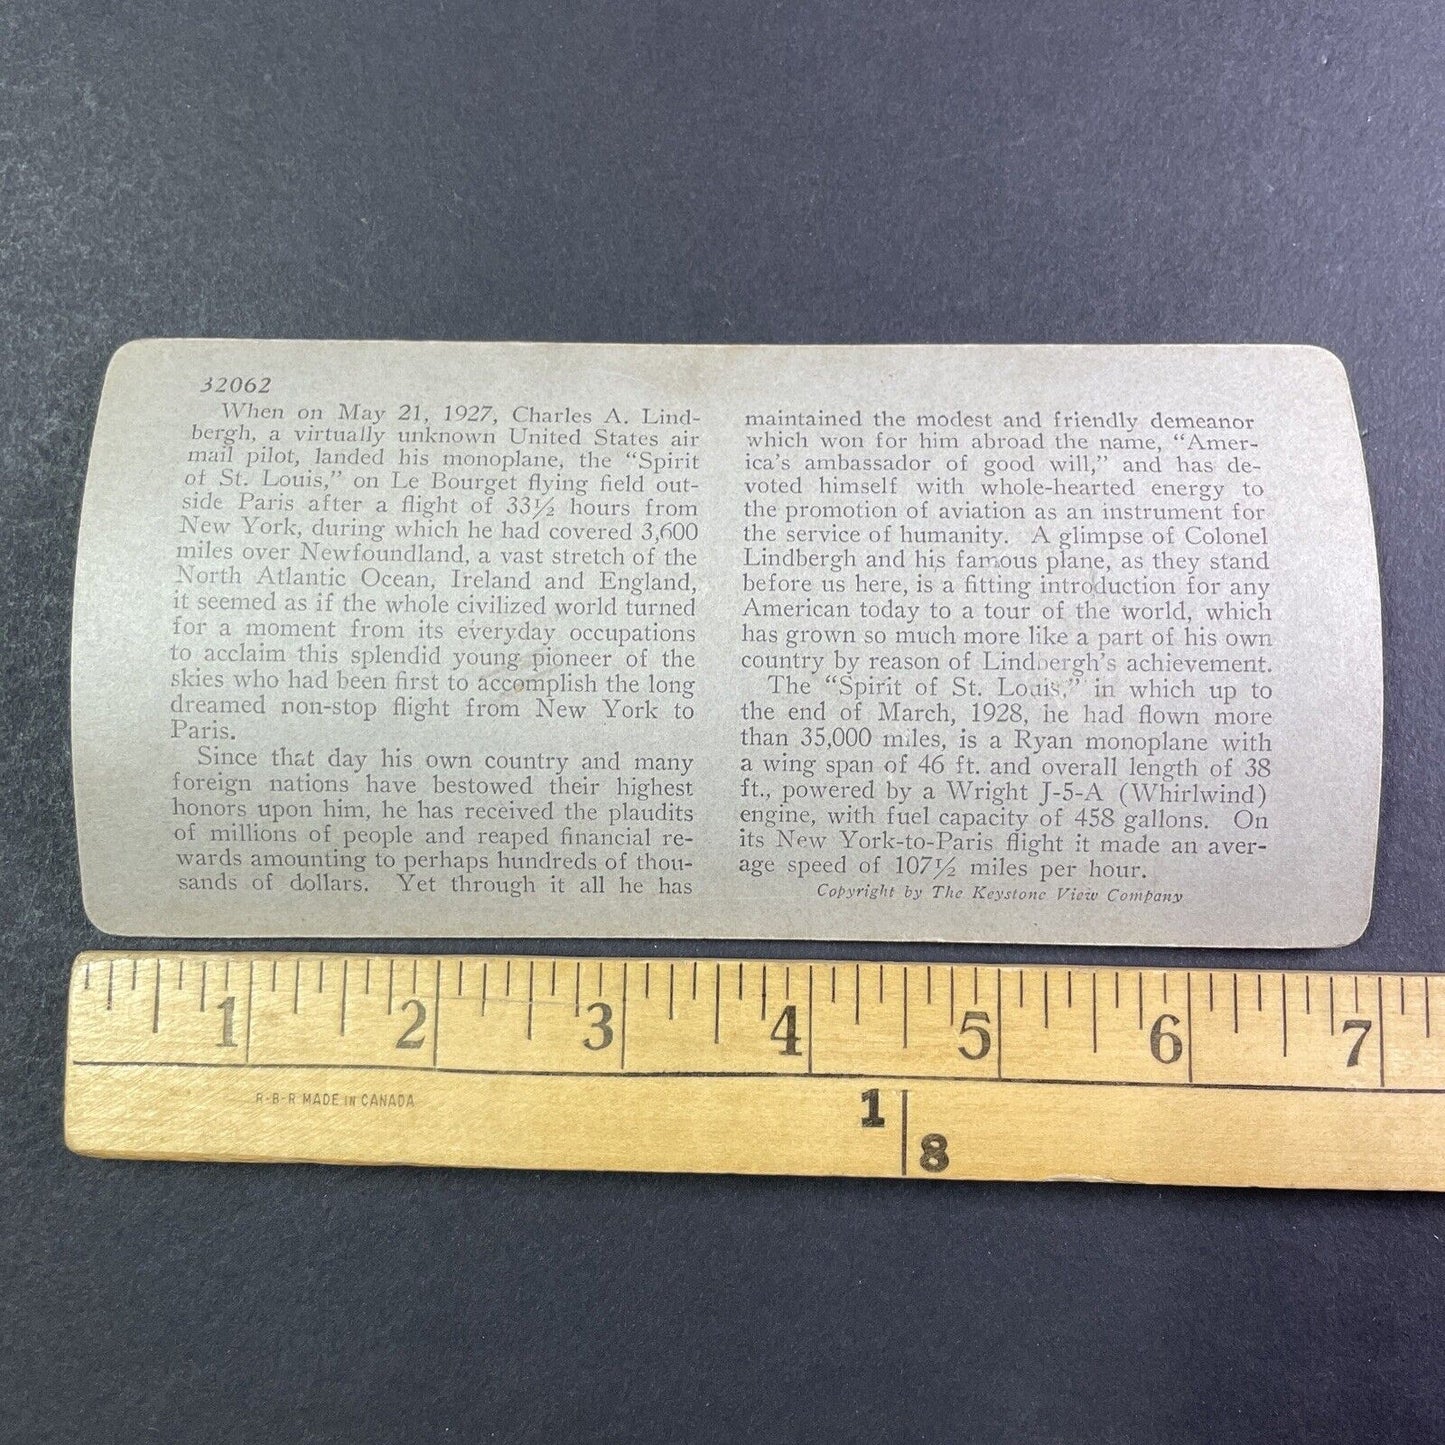 32062
When on May 21, 1927, Charles A. Lind-
bergh, a virtually unknown United States air
mail pilot, landed his monoplane, the "Spirit
of St. Louis," on Le Bourget flying field out-
side Paris after a flight of 33½ hours from
New York, during which he had covered 3,600
miles over Newfoundland, a vast stretch of the
North Atlantic Ocean, Ireland and England,
it seemed as if the whole civilized world turned
for a moment from its everyday occupations
to acclaim this splendid young pioneer of the
skies who had been first to accomplish the long
dreamed non-stop flight from New York to
Paris.
Since that day his own country and many
foreign nations have bestowed their highest
honors upon him, he has received the plaudits
of millions of people and reaped financial re-
wards amounting to perhaps hundreds of thou-
sands of dollars. Yet through it all he has
maintained the modest and friendly demeanor
which won for him abroad the name, "Amer-
ica's ambassador of good will," and has de-
voted himself with whole-hearted energy to
the promotion of aviation as an instrument for
the service of humanity. A glimpse of Colonel
Lindbergh and his famous plane, as they stand
before us here, is a fitting introduction for any
American today to a tour of the world, which
has grown so much more like a part of his own
country by reason of Lindbergh's achievement.
The "Spirit of St. Louis," in which up to
the end of March, 1928, he had flown more
than 35,000 miles, is a Ryan monoplane with
a wing span of 46 ft. and overall length of 38
ft., powered by a Wright J-5-A (Whirlwind)
engine, with fuel capacity of 458 gallons. On
its New York-to-Paris flight it made an aver-
age speed of 107½ miles per hour.
Copyright by The Keystone View Company
1 2 3 4 5 6 7
R-B-R MADE IN CANADA
1
8